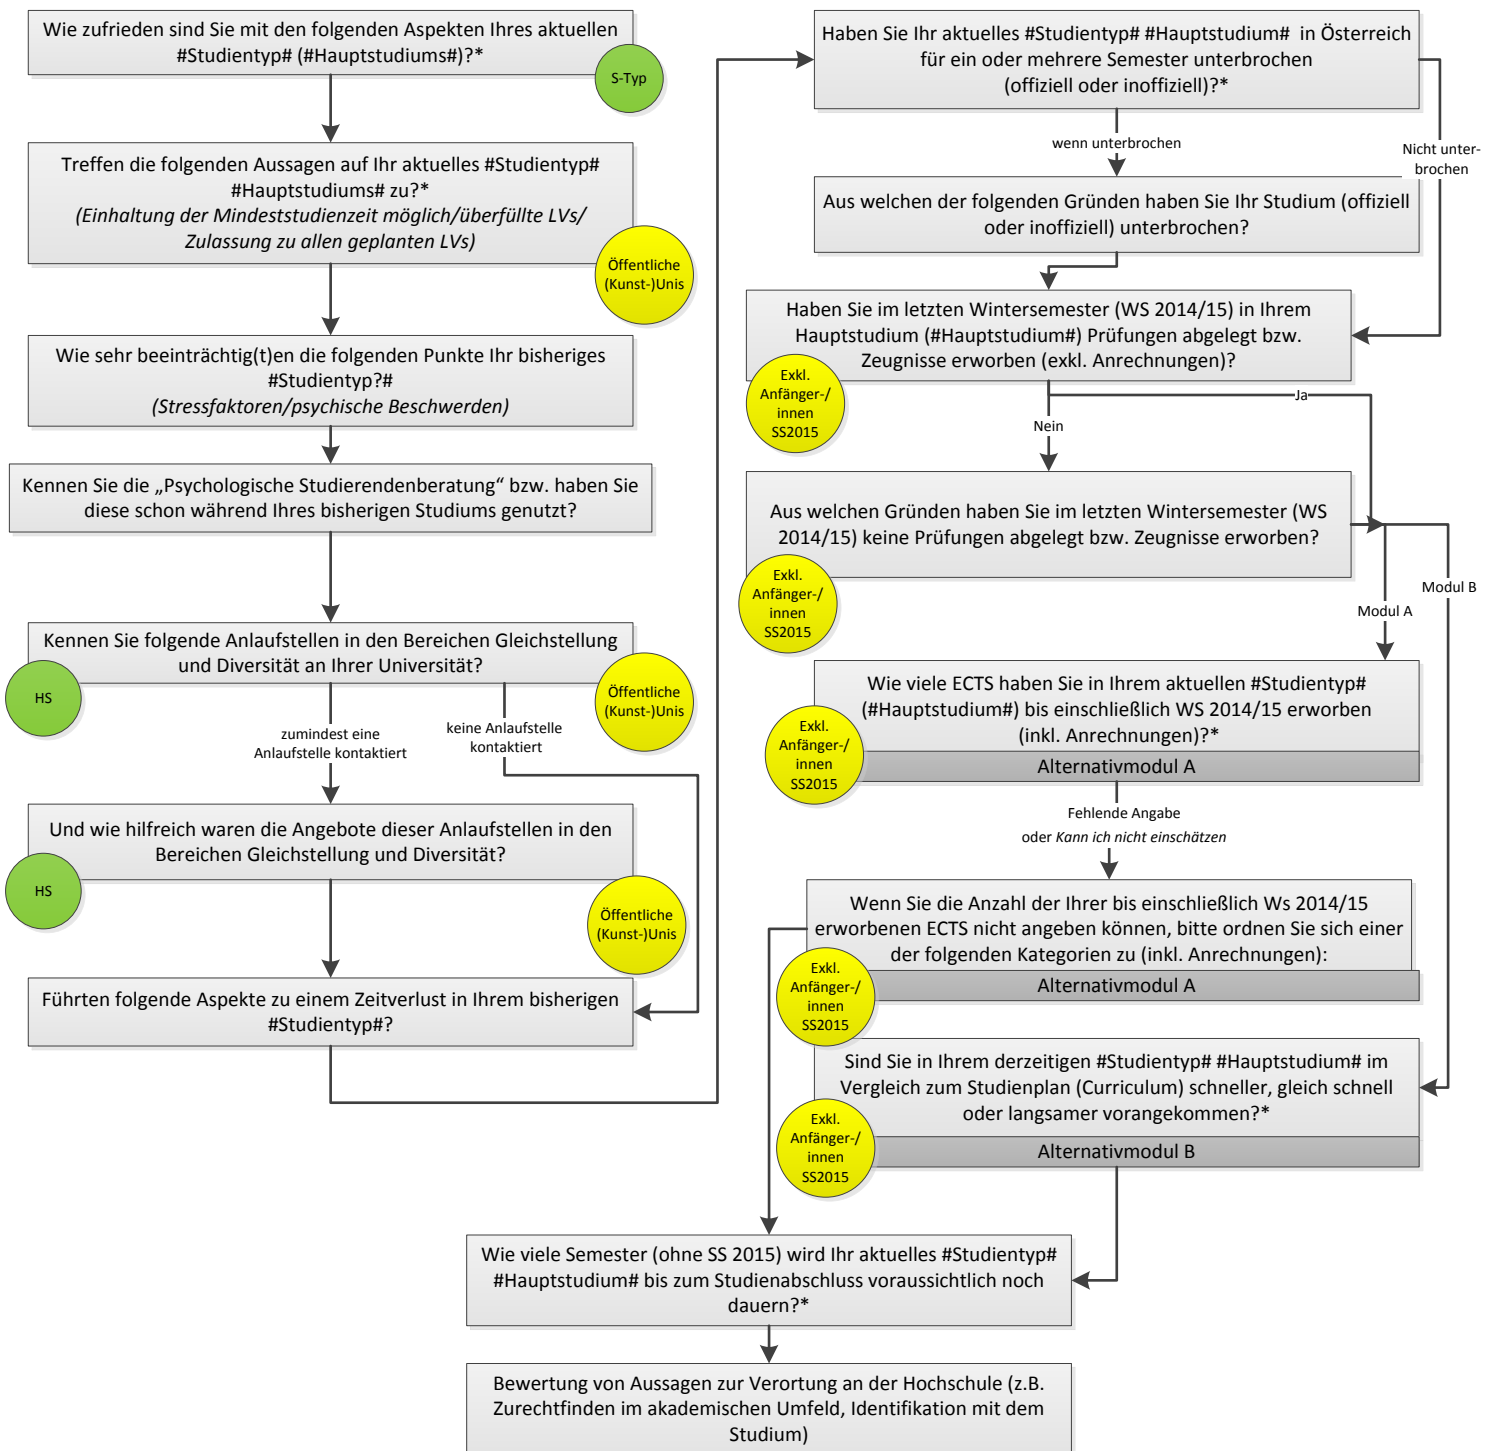 Wie zufrieden sind Sie mit den folgenden Aspekten Ihres aktuellen
#Studientyp# (#Hauptstudiums#)?*
S-Typ
Treffen die folgenden Aussagen auf Ihr aktuelles #Studientyp#
#Hauptstudiums# zu?*
(Einhaltung der Mindeststudienzeit möglich/überfüllte LVs/
Zulassung zu allen geplanten LVs)
Öffentliche
(Kunst-)Unis
Wie sehr beeinträchtig(t)en die folgenden Punkte Ihr bisheriges
#Studientyp?#
(Stressfaktoren/psychische Beschwerden)
Kennen Sie die „Psychologische Studierendenberatung“ bzw. haben Sie
diese schon während Ihres bisherigen Studiums genutzt?
Kennen Sie folgende Anlaufstellen in den Bereichen Gleichstellung
und Diversität an Ihrer Universität?
HS
Öffentliche
(Kunst-)Unis
zumindest eine
Anlaufstelle kontaktiert
keine Anlaufstelle
kontaktiert
Und wie hilfreich waren die Angebote dieser Anlaufstellen in den
Bereichen Gleichstellung und Diversität?
HS
Öffentliche
(Kunst-)Unis
Führten folgende Aspekte zu einem Zeitverlust in Ihrem bisherigen
#Studientyp#?
Haben Sie Ihr aktuelles #Studientyp# #Hauptstudium#  in Österreich
für ein oder mehrere Semester unterbrochen
(offiziell oder inoffiziell)?*
wenn unterbrochen
Nicht unter-
brochen
Aus welchen der folgenden Gründen haben Sie Ihr Studium (offiziell
oder inoffiziell) unterbrochen?
Haben Sie im letzten Wintersemester (WS 2014/15) in Ihrem
Hauptstudium (#Hauptstudium#) Prüfungen abgelegt bzw.
Zeugnisse erworben (exkl. Anrechnungen)?
Exkl.
Anfänger-/
innen
SS2015
Ja
Nein
Aus welchen Gründen haben Sie im letzten Wintersemester (WS
2014/15) keine Prüfungen abgelegt bzw. Zeugnisse erworben?
Exkl.
Anfänger-/
innen
SS2015
Modul B
Modul A
Wie viele ECTS haben Sie in Ihrem aktuellen #Studientyp#
(#Hauptstudium#) bis einschließlich WS 2014/15 erworben
(inkl. Anrechnungen)?*
Alternativmodul A
Exkl.
Anfänger-/
innen
SS2015
Fehlende Angabe
oder Kann ich nicht einschätzen
Wenn Sie die Anzahl der Ihrer bis einschließlich Ws 2014/15
erworbenen ECTS nicht angeben können, bitte ordnen Sie sich einer
der folgenden Kategorien zu (inkl. Anrechnungen):
Alternativmodul A
Exkl.
Anfänger-/
innen
SS2015
Sind Sie in Ihrem derzeitigen #Studientyp# #Hauptstudium# im
Vergleich zum Studienplan (Curriculum) schneller, gleich schnell
oder langsamer vorangekommen?*
Alternativmodul B
Exkl.
Anfänger-/
innen
SS2015
Wie viele Semester (ohne SS 2015) wird Ihr aktuelles #Studientyp#
#Hauptstudium# bis zum Studienabschluss voraussichtlich noch
dauern?*
Bewertung von Aussagen zur Verortung an der Hochschule (z.B.
Zurechtfinden im akademischen Umfeld, Identifikation mit dem
Studium)